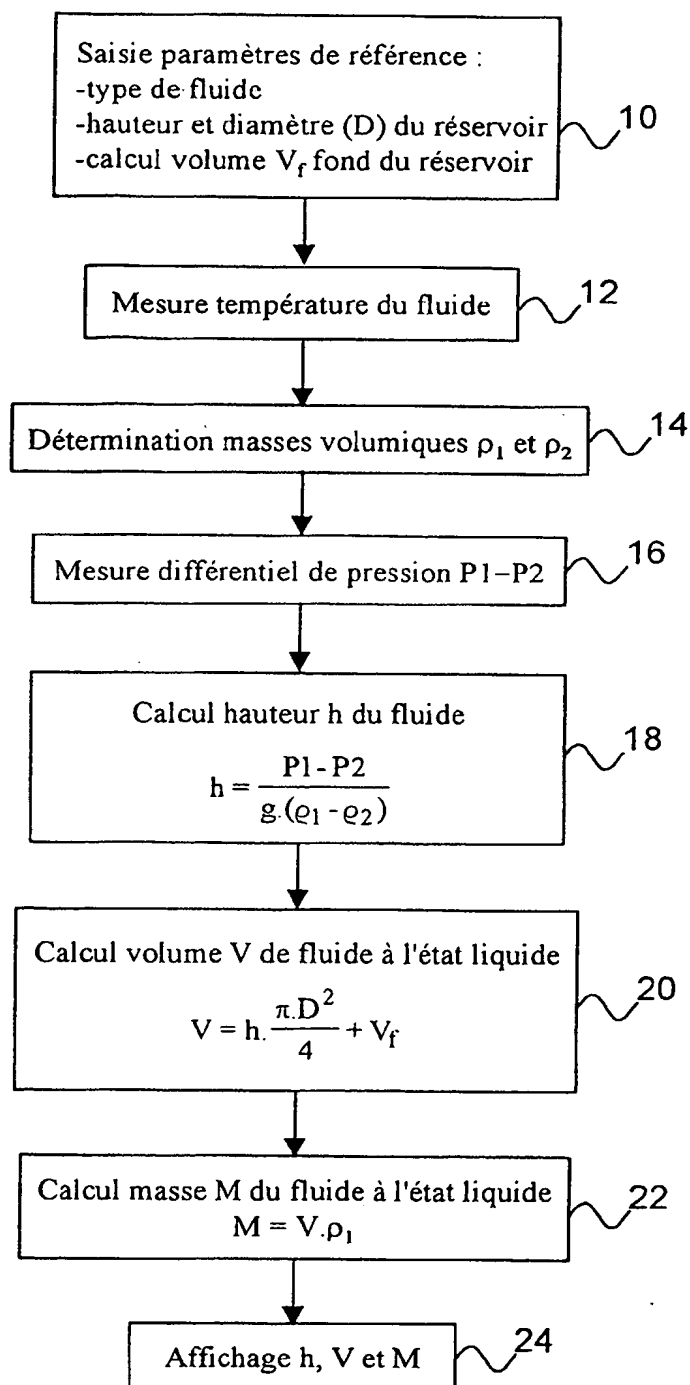 Saisie paramètres de référence :
-type de fluide
-hauteur et diamètre (D) du réservoir
-calcul volume V_f fond du réservoir
10
Mesure température du fluide
12
Détermination masses volumiques ρ₁ et ρ₂
14
Mesure différentiel de pression P1–P2
16
Calcul hauteur h du fluide
h = P1 - P2 / g.(ρ₁ - ρ₂)
18
Calcul volume V de fluide à l'état liquide
V = h. π.D² / 4 + V_f
20
Calcul masse M du fluide à l'état liquide
M = V.ρ₁
22
Affichage h, V et M
24